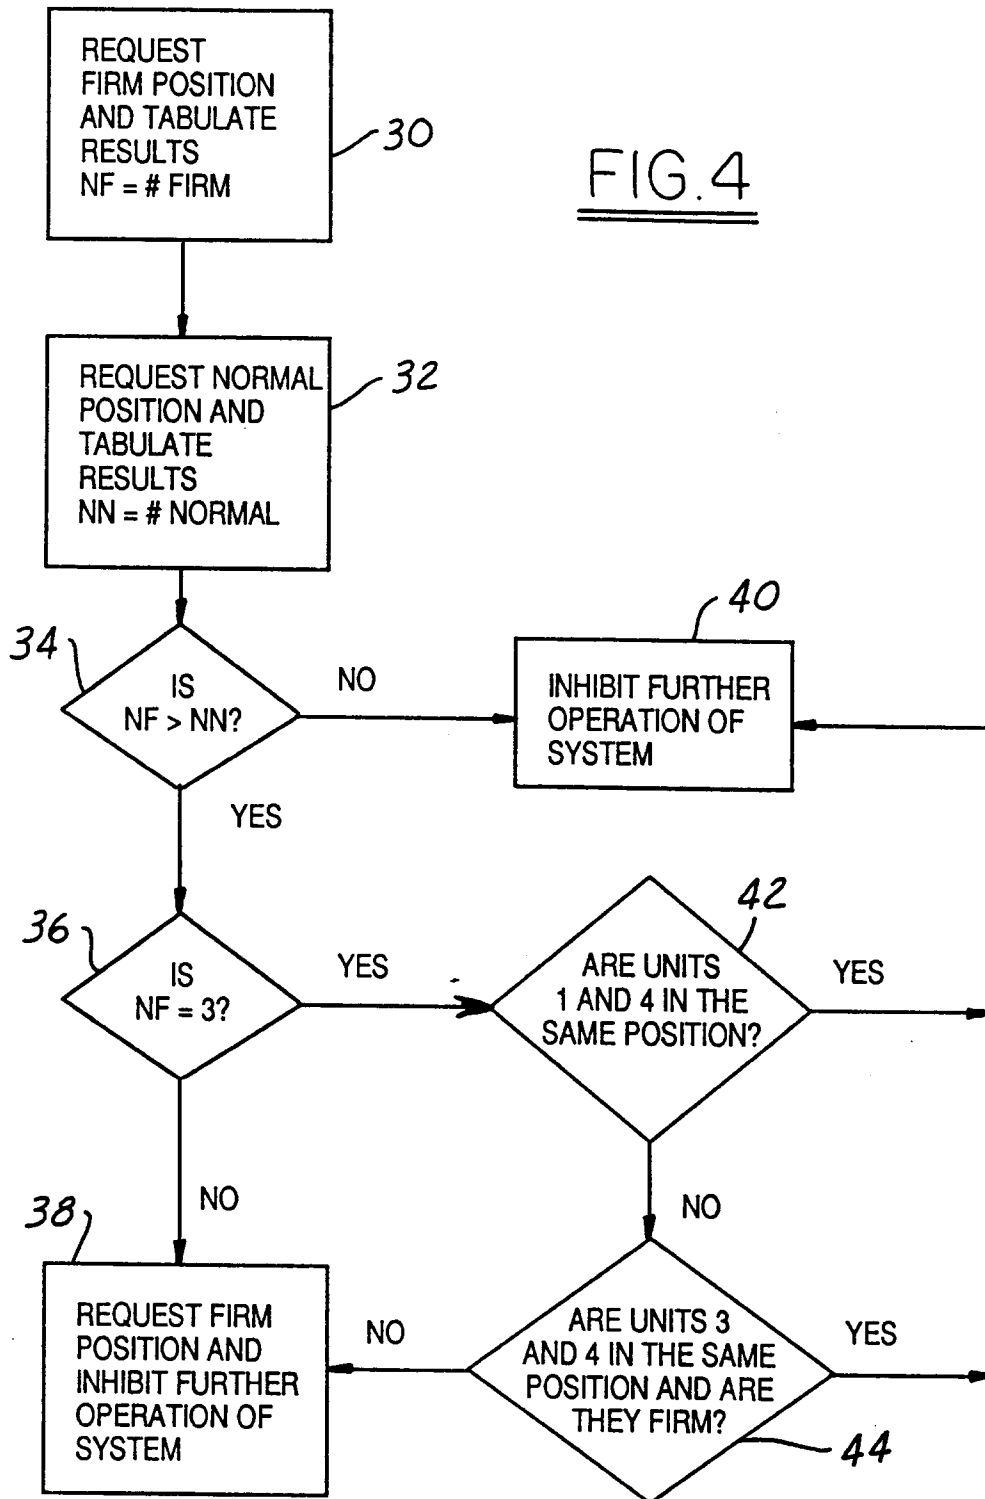 REQUEST
FIRM POSITION
AND TABULATE
RESULTS
NF = # FIRM
30
FIG.4
REQUEST NORMAL
POSITION AND
TABULATE
RESULTS
NN = # NORMAL
32
34
IS
NF > NN?
NO
40
INHIBIT FURTHER
OPERATION OF
SYSTEM
YES
36
IS
NF = 3?
YES
42
ARE UNITS
1 AND 4 IN THE
SAME POSITION?
YES
NO
NO
38
REQUEST FIRM
POSITION AND
INHIBIT FURTHER
OPERATION OF
SYSTEM
NO
ARE UNITS 3
AND 4 IN THE SAME
POSITION AND ARE
THEY FIRM?
YES
44